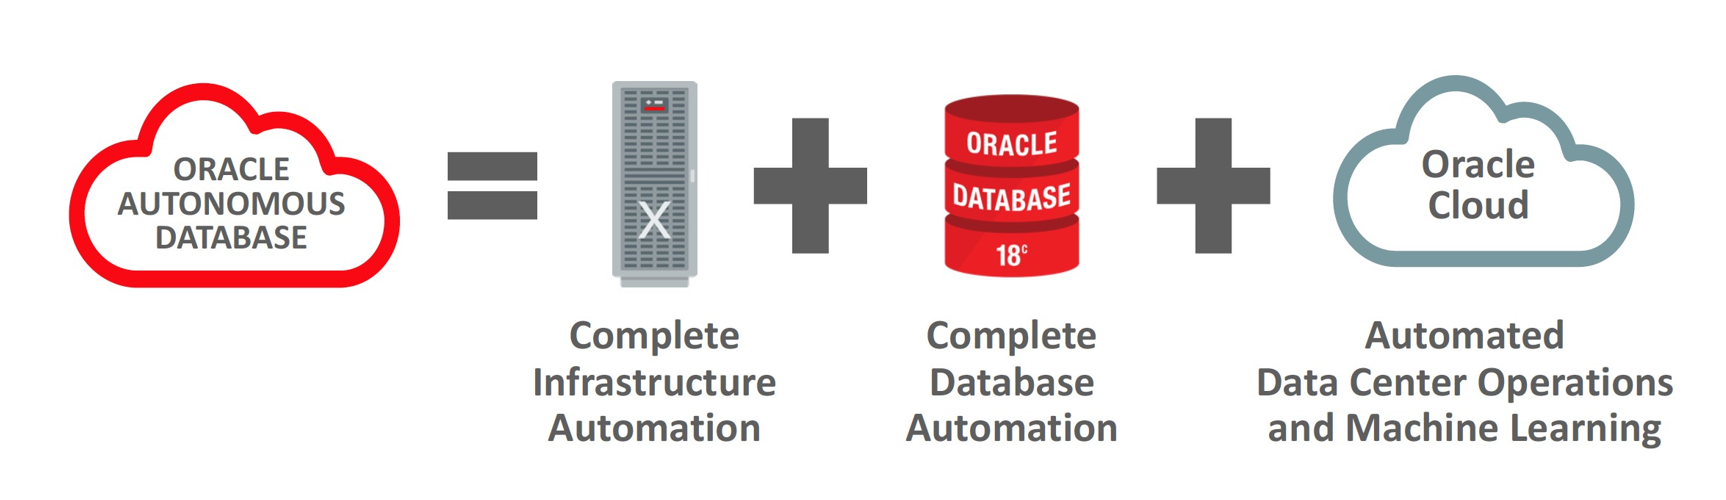 ORACLE
AUTONOMOUS
DATABASE
X
ORACLE
DATABASE
18c
Oracle
Cloud
Complete
Infrastructure
Automation
Complete
Database
Automation
Automated
Data Center Operations
and Machine Learning